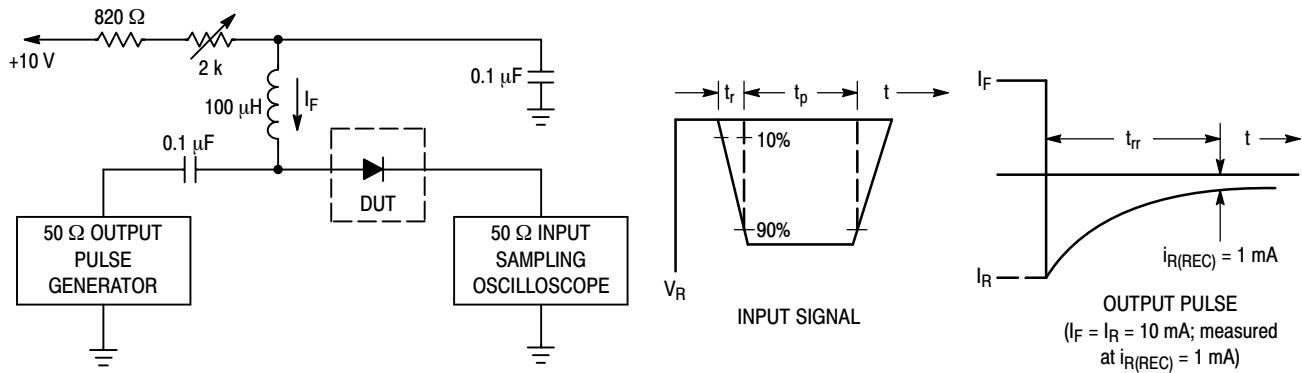 820 Ω
+10 V
2 k
100 μH
I_F
0.1 μF
0.1 μF
DUT
50 Ω OUTPUT
PULSE
GENERATOR
50 Ω INPUT
SAMPLING
OSCILLOSCOPE
t_r
t_p
t
10%
90%
V_R
INPUT SIGNAL
I_F
t_rr
t
i_R(REC) = 1 mA
I_R
OUTPUT PULSE
(I_F = I_R = 10 mA; measured
at i_R(REC) = 1 mA)